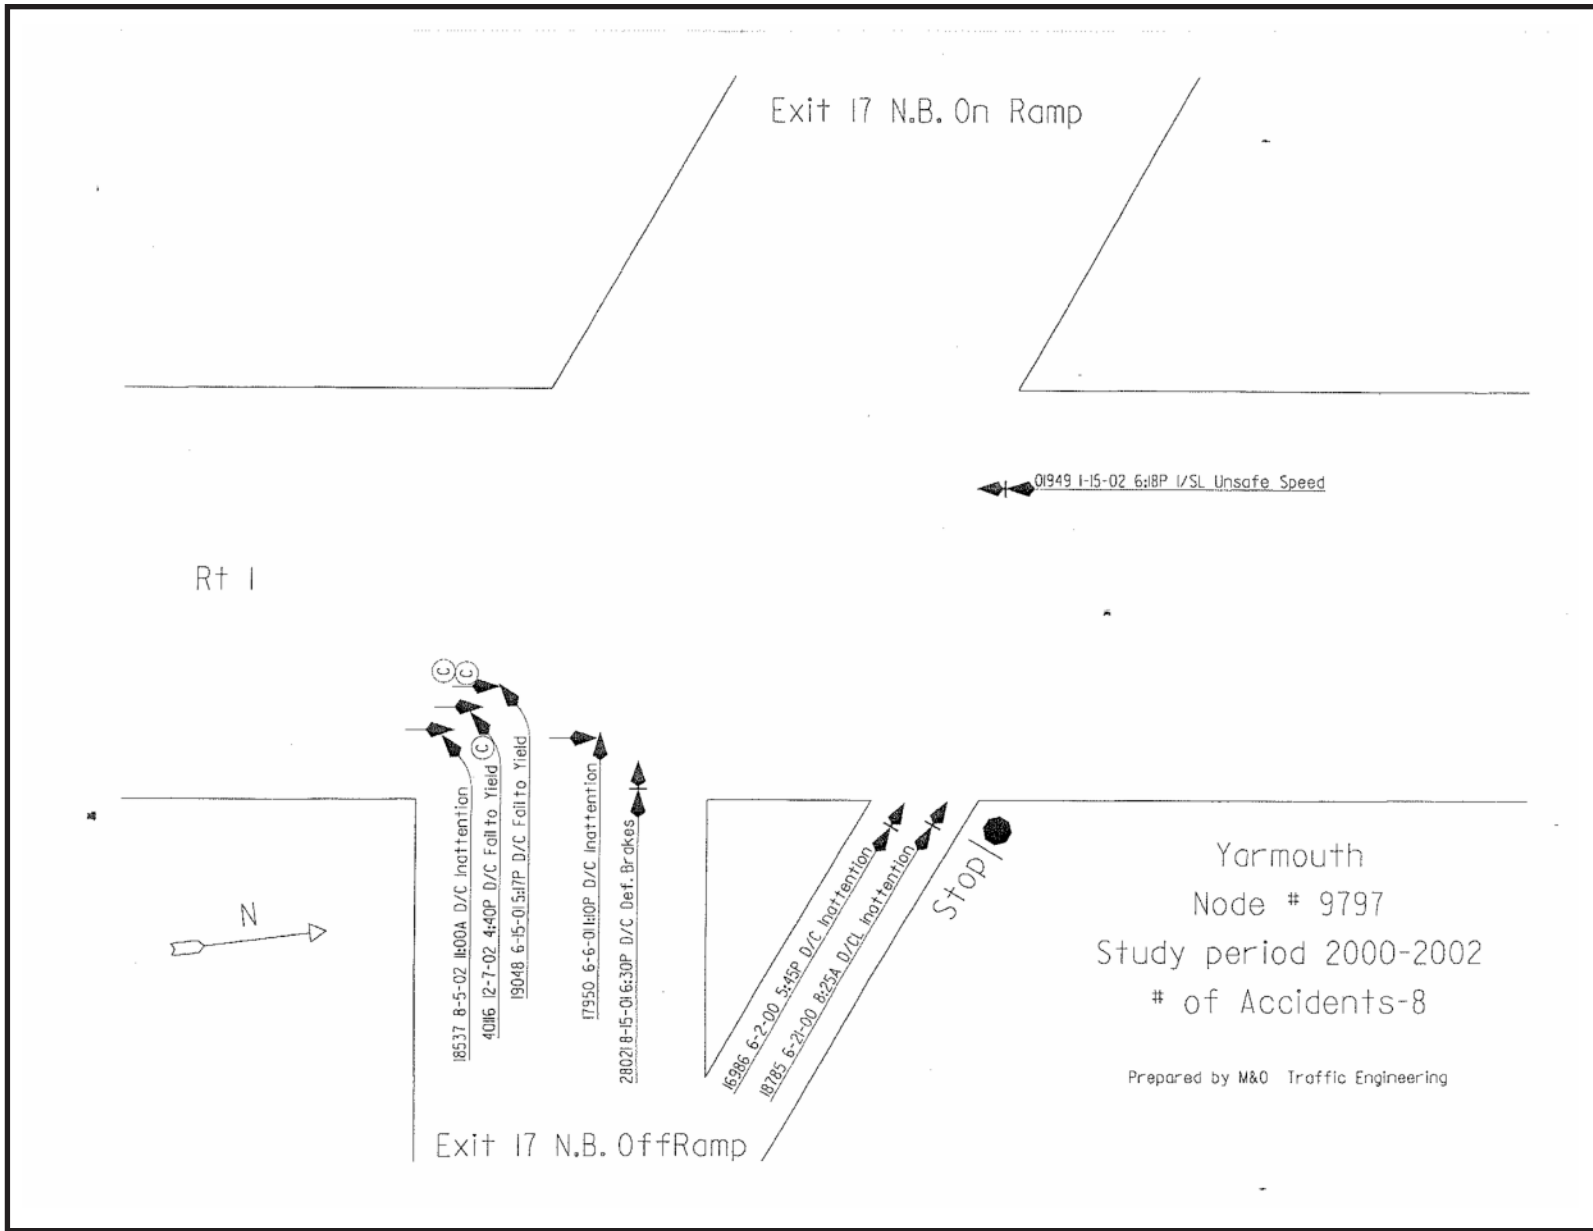 Exit 17 N.B. On Ramp
01949 1-15-02 6:18P I/SL Unsafe Speed
Rt 1
C
C
C
18537 8-5-02 11:00A D/C Inattention
40116 12-7-02 4:40P D/C Fail to Yield
19048 6-15-01 5:17P D/C Fail to Yield
17950 6-6-01 1:10P D/C Inattention
28021 8-15-01 6:30P D/C Def. Brakes
16986 6-2-00 5:45P D/C Inattention
18785 6-21-00 8:25A D/CL Inattention
Stop
N
Exit 17 N.B. OffRamp
Yarmouth
Node # 9797
Study period 2000-2002
# of Accidents-8
Prepared by M&O Traffic Engineering